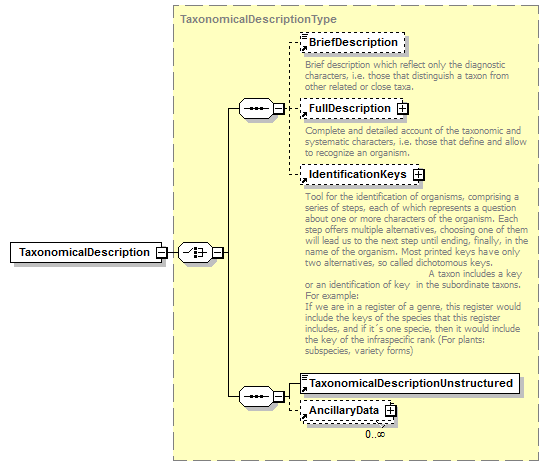 TaxonomicalDescriptionType
BriefDescription
Brief description which reflect only the diagnostic
characters, i.e. those that distinguish a taxon from
other related or close taxa.
FullDescription
Complete and detailed account of the taxonomic and
systematic characters, i.e. those that define and allow
to recognize an organism.
IdentificationKeys
Tool for the identification of organisms, comprising a
series of steps, each of which represents a question
about one or more characters of the organism. Each
step offers multiple alternatives, choosing one of them
will lead us to the next step until ending, finally, in the
name of the organism. Most printed keys have only
two alternatives, so called dichotomous keys.
A taxon includes a key
or an identification of key in the subordinate taxons.
For example:
If we are in a register of a genre, this register would
include the keys of the species that this register
includes, and if it´s one specie, then it would include
the key of the infraspecific rank (For plants:
subspecies, variety forms)
TaxonomicalDescription
TaxonomicalDescriptionUnstructured
AncillaryData
0..∞